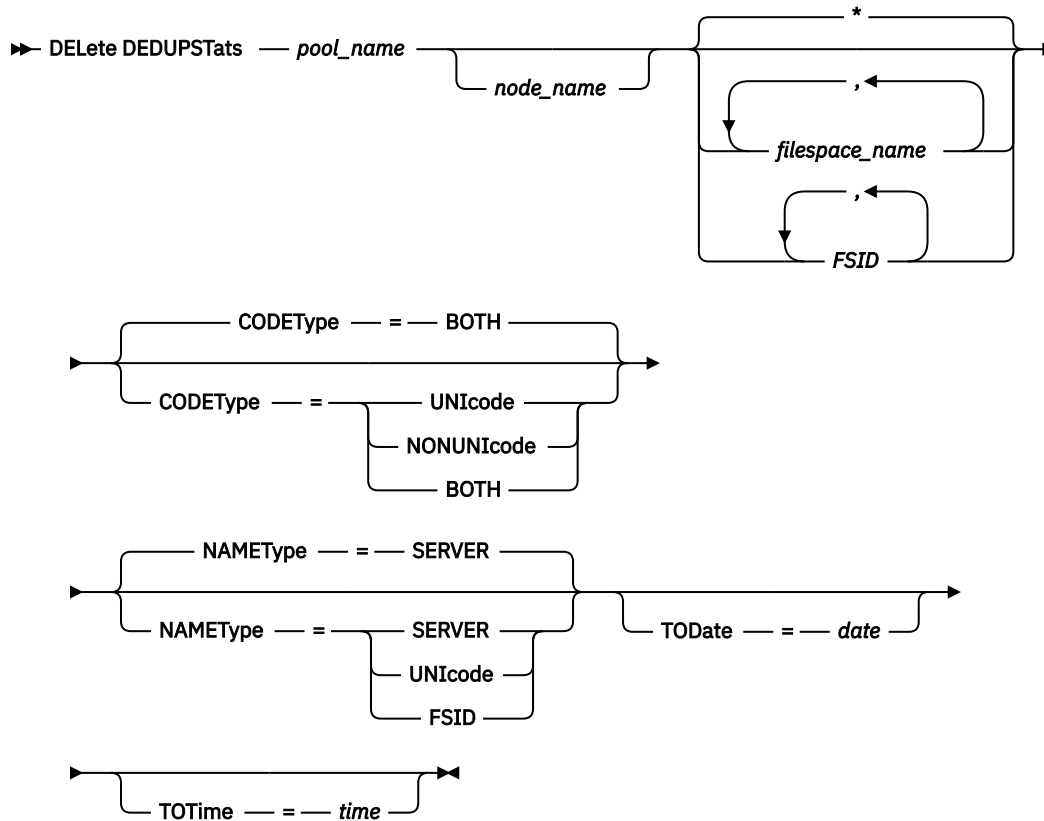 *
DELete DEDUPSTats pool_name
node_name
,
filespace_name
,
FSID
CODEType = BOTH
CODEType = UNIcode
NONUNIcode
BOTH
NAMEType = SERVER
NAMEType = SERVER
UNIcode
FSID
TODate = date
TOTime = time